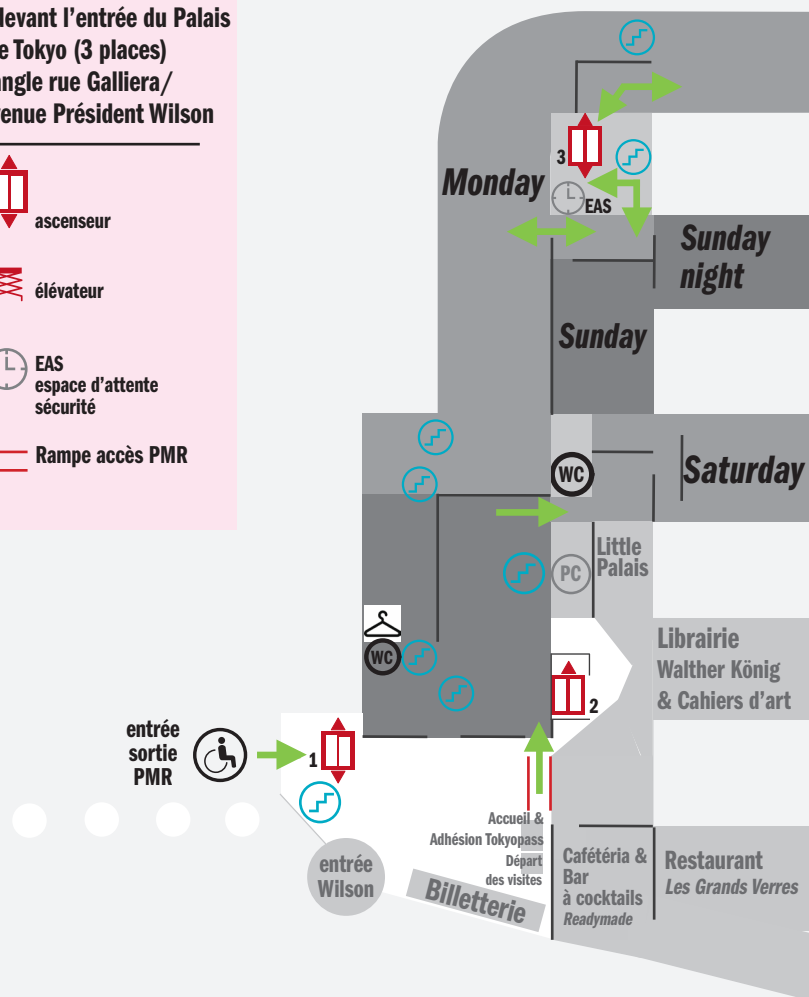 l'entrée du Palais
Tokyo (3 places)
rue Galliera/
Président Wilson
ascenseur
élévateur
EAS
espace d'attente
sécurité
Rampe accès PMR
Monday
3
EAS
Sunday
night
Sunday
WC
Saturday
PC
Little
Palais
WC
Librairie
Walther König
& Cahiers d'art
2
entrée
sortie
PMR
1
Accueil &
Adhésion Tokyopass
Départ
des visites
entrée
Wilson
Billetterie
Cafétéria &
Bar
à cocktails
Readymade
Restaurant
Les Grands Verres